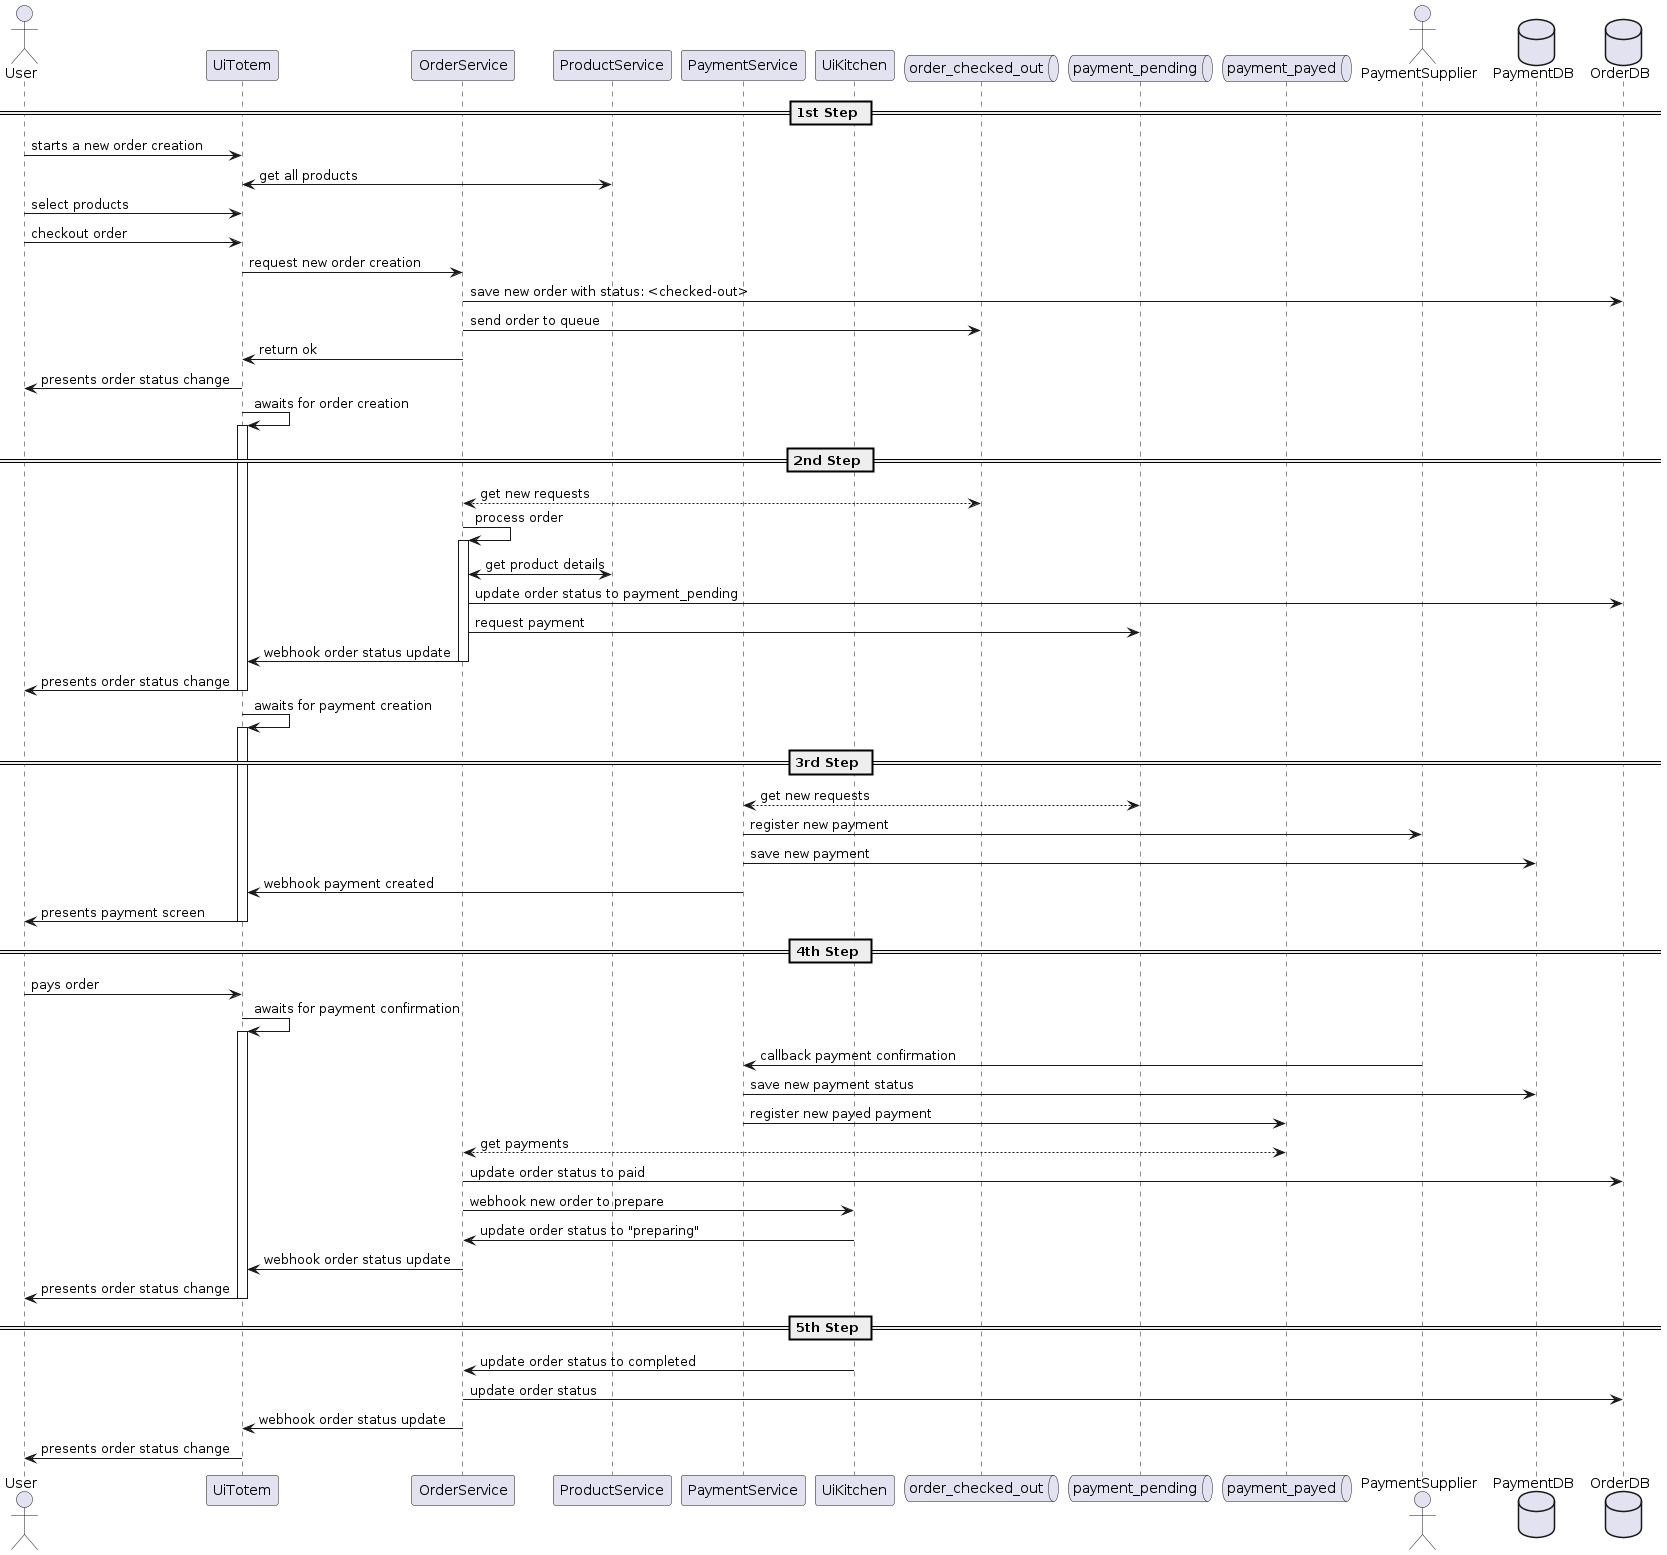 User
UiTotem
OrderService
ProductService
PaymentService
UiKitchen
order_checked_out
payment_pending
payment_payed
PaymentSupplier
PaymentDB
OrderDB
1st Step
starts a new order creation
get all products
select products
checkout order
request new order creation
save new order with status: <checked-out>
send order to queue
return ok
presents order status change
awaits for order creation
2nd Step
get new requests
process order
get product details
update order status to payment_pending
request payment
webhook order status update
presents order status change
awaits for payment creation
3rd Step
get new requests
register new payment
save new payment
webhook payment created
presents payment screen
4th Step
pays order
awaits for payment confirmation
callback payment confirmation
save new payment status
register new payed payment
get payments
update order status to paid
webhook new order to prepare
update order status to "preparing"
webhook order status update
presents order status change
5th Step
update order status to completed
update order status
webhook order status update
presents order status change
User
UiTotem
OrderService
ProductService
PaymentService
UiKitchen
order_checked_out
payment_pending
payment_payed
PaymentSupplier
PaymentDB
OrderDB